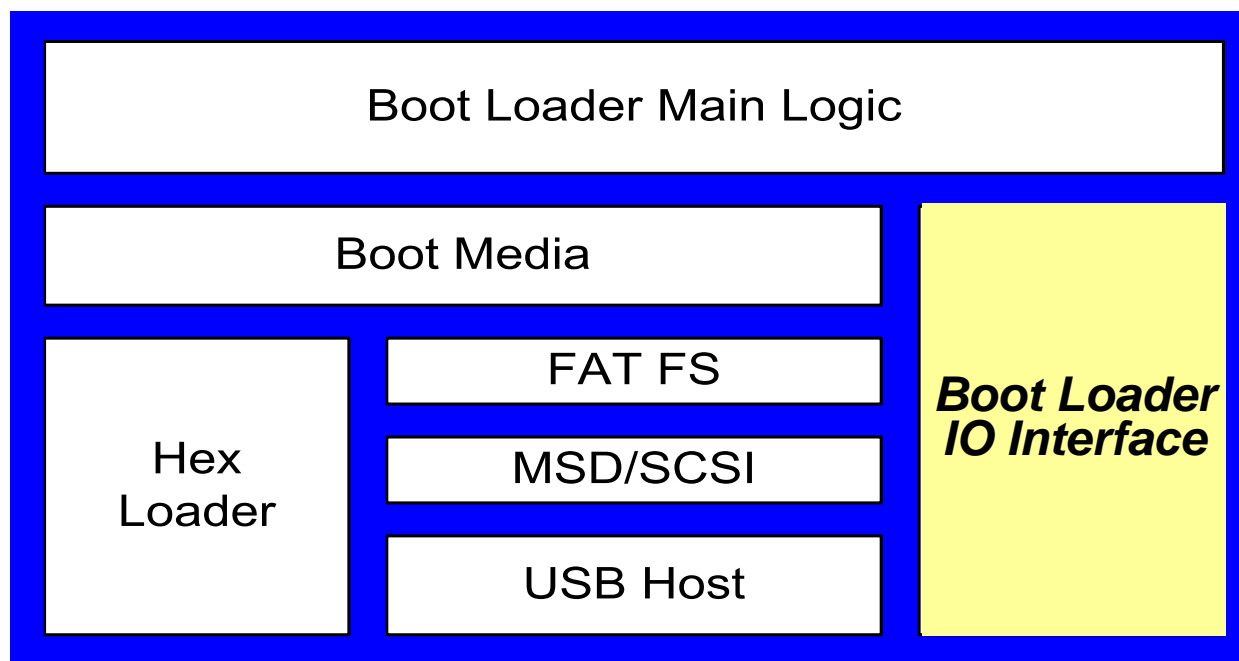 Boot Loader Main Logic
Boot Media
FAT FS
Boot Loader
IO Interface
Hex
Loader
MSD/SCSI
USB Host